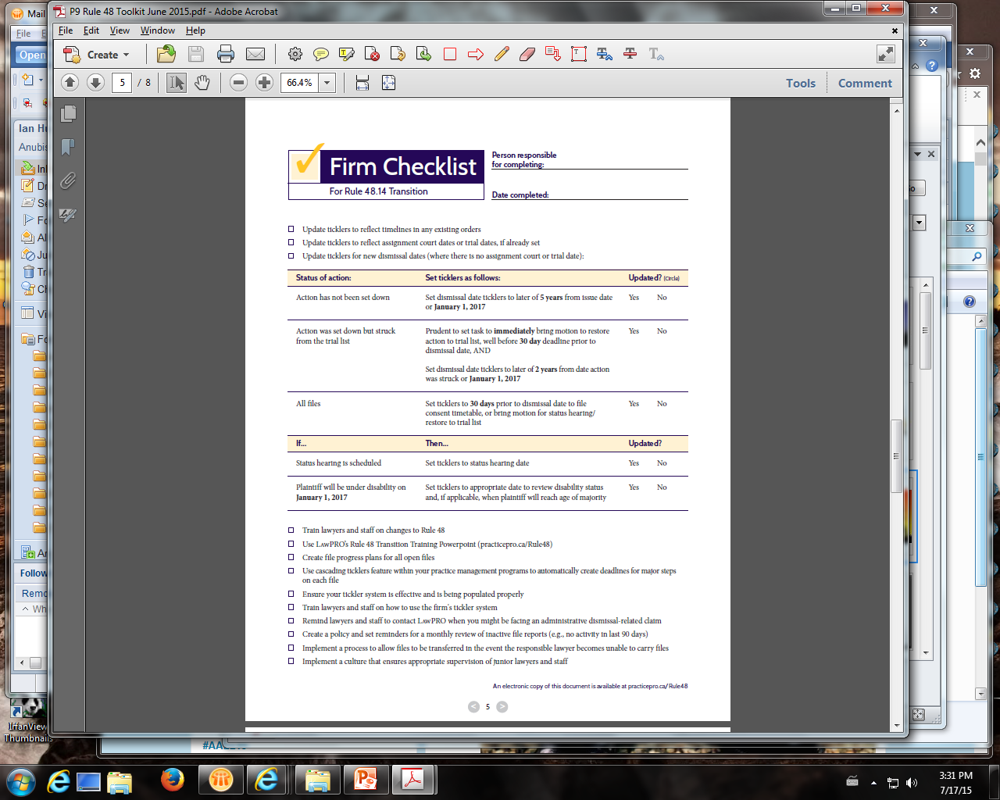 P9 Rule 48 Toolkit June 2015.pdf - Adobe Acrobat
File Edit View Window Help
Create
5 / 8 66.4% Tools Comment
Mail
File
Open
Ian Hu
Anubis
Follow
Firm Checklist
For Rule 48.14 Transition
Person responsible
for completing:
Date completed:
Update ticklers to reflect timelines in any existing orders
Update ticklers to reflect assignment court dates or trial dates, if already set
Update ticklers for new dismissal dates (where there is no assignment court or trial date):
Status of action: Set ticklers as follows: Updated? (Circle)
Action has not been set down Set dismissal date ticklers to later of 5 years from issue date Yes No
or January 1, 2017
Action was set down but struck Prudent to set task to immediately bring motion to restore Yes No
from the trial list action to trial list, well before 30 day deadline prior to
dismissal date, AND
Set dismissal date ticklers to later of 2 years from date action
was struck or January 1, 2017
All files Set ticklers to 30 days prior to dismissal date to file Yes No
consent timetable, or bring motion for status hearing/
restore to trial list
If... Then... Updated?
Status hearing is scheduled Set ticklers to status hearing date Yes No
Plaintiff will be under disability on Set ticklers to appropriate date to review disability status Yes No
January 1, 2017 and, if applicable, when plaintiff will reach age of majority
Train lawyers and staff on changes to Rule 48
Use LawPRO's Rule 48 Transition Training Powerpoint (practicepro.ca/Rule48)
Create file progress plans for all open files
Use cascading ticklers feature within your practice management programs to automatically create deadlines for major steps
on each file
Ensure your tickler system is effective and is being populated properly
Train lawyers and staff on how to use the firm's tickler system
Remind lawyers and staff to contact LawPRO when you might be facing an administrative dismissal-related claim
Create a policy and set reminders for a monthly review of inactive file reports (e.g., no activity in last 90 days)
Implement a process to allow files to be transferred in the event the responsible lawyer becomes unable to carry files
Implement a culture that ensures appropriate supervision of junior lawyers and staff
An electronic copy of this document is available at practicepro.ca/Rule48
< 5 >
IrfanView
Thumbnails
3:31 PM
7/17/15